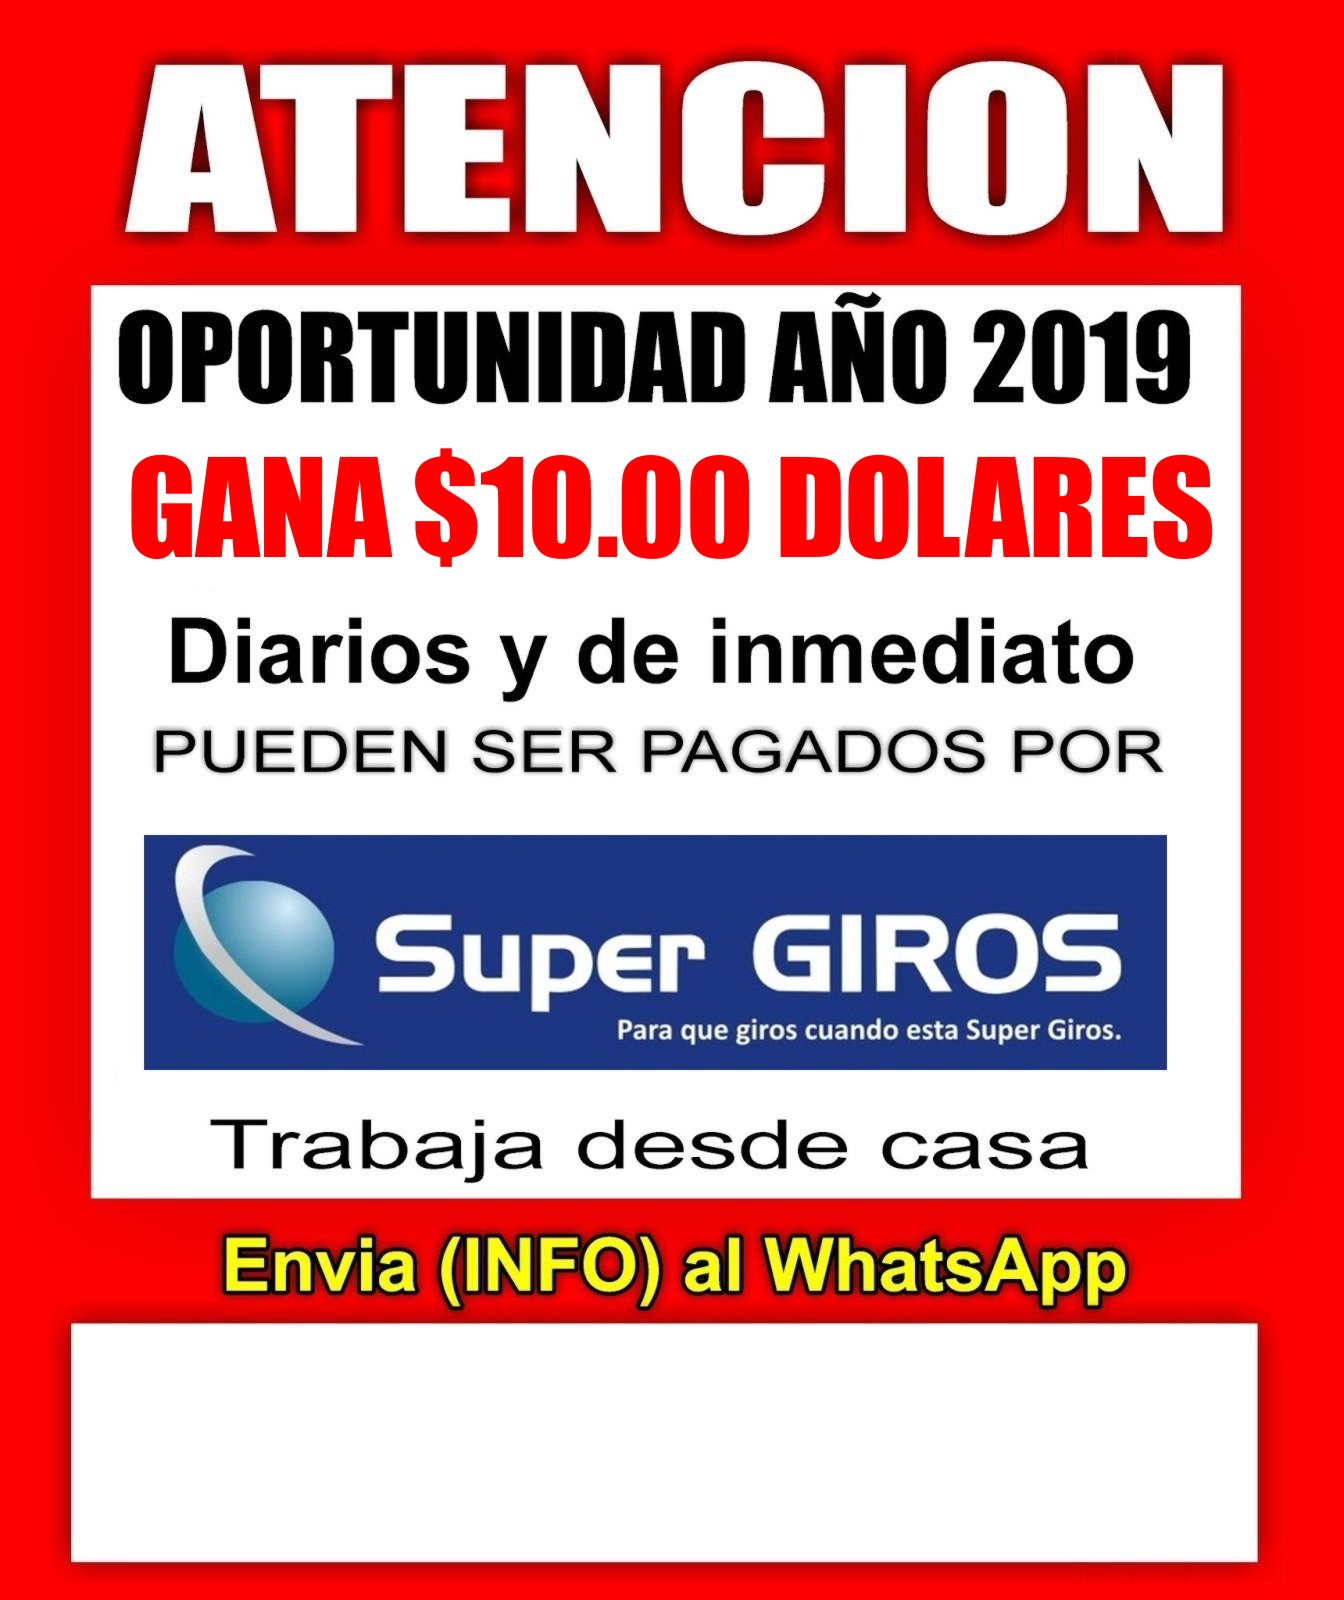 ATENCION
OPORTUNIDAD AÑO 2019
GANA $10.00 DOLARES
Diarios y de inmediato
PUEDEN SER PAGADOS POR
Super GIROS
Para que giros cuando esta Super Giros.
Trabaja desde casa
Envia (INFO) al WhatsApp